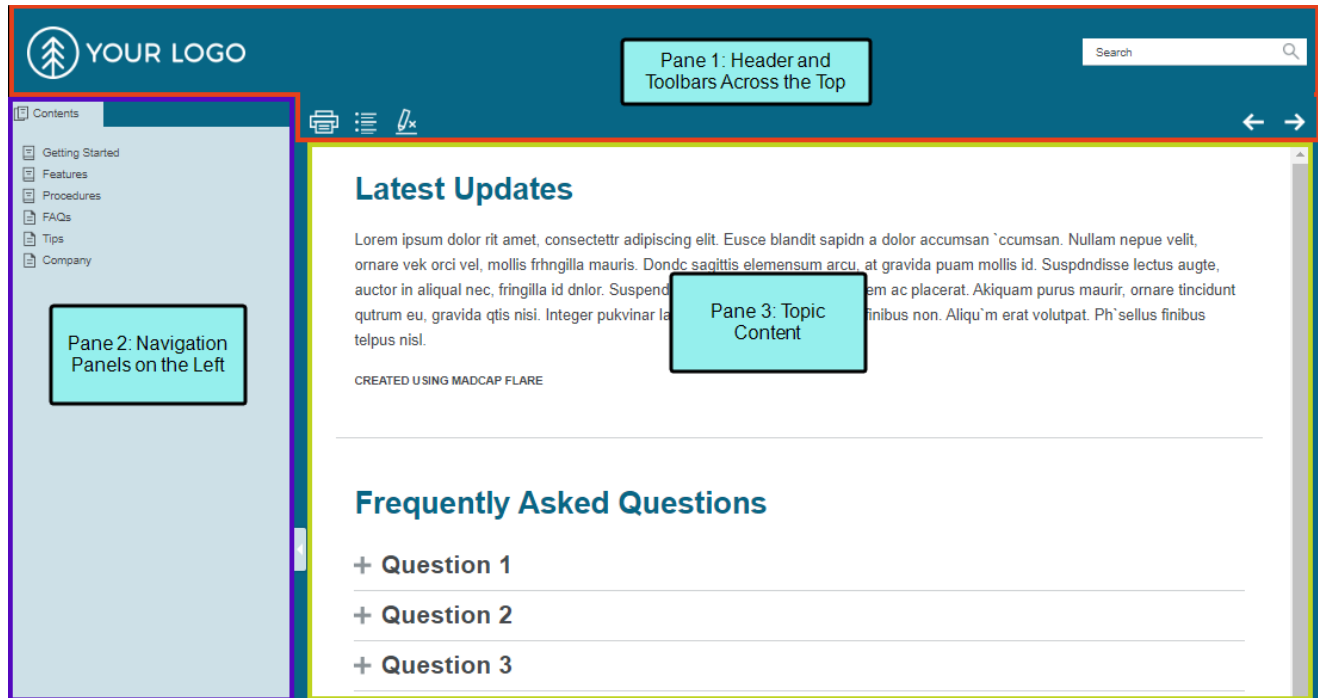 YOUR LOGO
Pane 1: Header and
Toolbars Across the Top
Search
Contents
Getting Started
Features
Procedures
FAQs
Tips
Company
Pane 2: Navigation
Panels on the Left
Latest Updates
Lorem ipsum dolor rit amet, consectettr adipiscing elit. Eusce blandit sapidn a dolor accumsan `ccumsan. Nullam nepue velit,
ornare vek orci vel, mollis frhngilla mauris. Dondc sagittis elemensum arcu, at gravida puam mollis id. Suspdndisse lectus augte,
auctor in aliqual nec, fringilla id dnlor. Suspend em ac placerat. Akiquam purus maurir, ornare tincidunt
qutrum eu, gravida qtis nisi. Integer pukvinar la finibus non. Aliqu`m erat volutpat. Ph`sellus finibus
telpus nisl.
Pane 3: Topic
Content
CREATED USING MADCAP FLARE
Frequently Asked Questions
Question 1
Question 2
Question 3